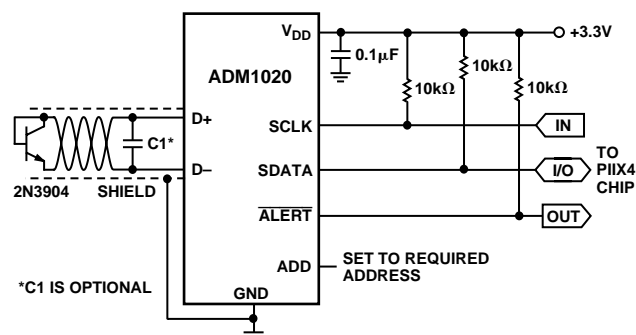 V_DD
+3.3V
0.1μF
ADM1020
10kΩ
10kΩ
10kΩ
D+
C1*
SCLK
IN
D–
SDATA
I/O
TO
PIIX4
CHIP
2N3904
SHIELD
ALERT
OUT
ADD
SET TO REQUIRED
ADDRESS
*C1 IS OPTIONAL
GND